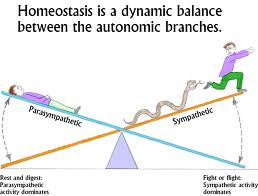 Homeostasis is a dynamic balance
between the autonomic branches.
Parasympathetic
Sympathetic
Rest and digest:
Parasympathetic
activity dominates
Fight or flight:
Sympathetic activity
dominates